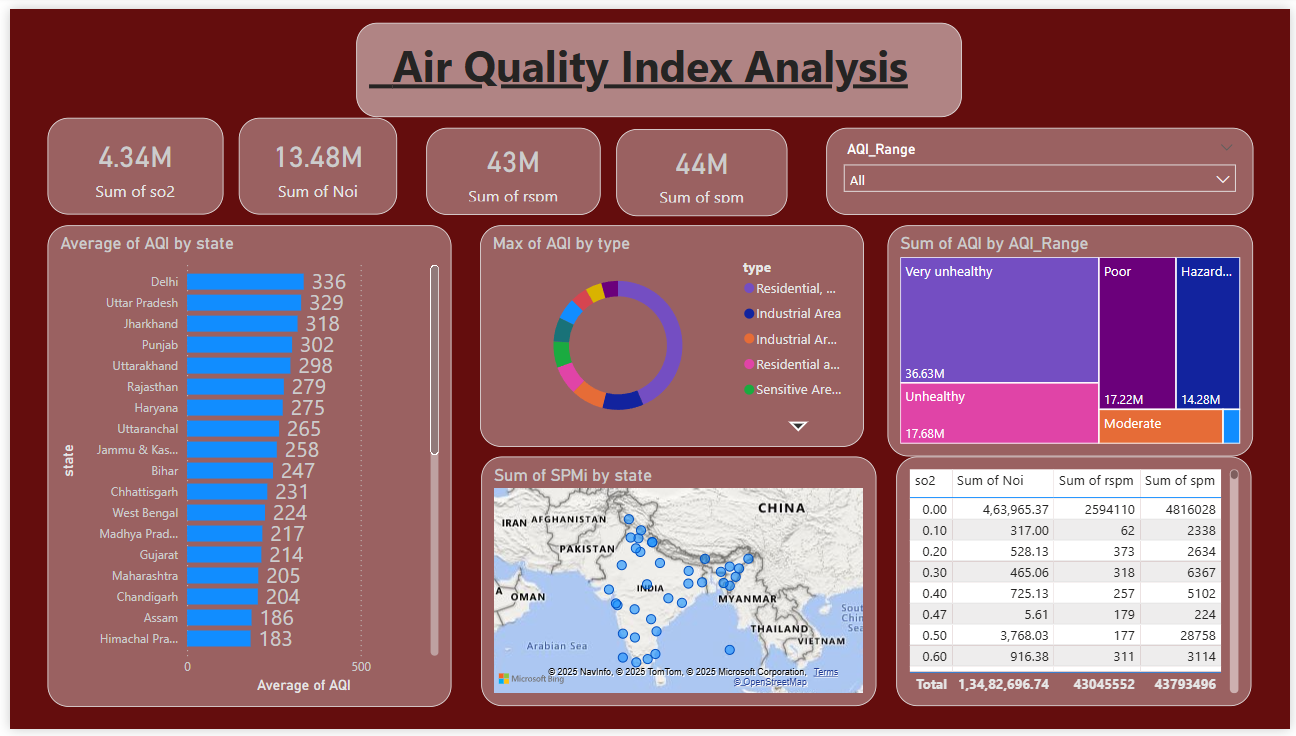 Air Quality Index Analysis
4.34M
Sum of so2
13.48M
Sum of Noi
43M
Sum of rspm
44M
Sum of spm
AQI_Range
All
Average of AQI by state
state
Delhi 336
Uttar Pradesh 329
Jharkhand 318
Punjab 302
Uttarakhand 298
Rajasthan 279
Haryana 275
Uttaranchal 265
Jammu & Kas... 258
Bihar 247
Chhattisgarh 231
West Bengal 224
Madhya Prad... 217
Gujarat 214
Maharashtra 205
Chandigarh 204
Assam 186
Himachal Pra... 183
0 500
Average of AQI
Max of AQI by type
type
Residential, ...
Industrial Area
Industrial Ar...
Residential a...
Sensitive Are...
Sum of AQI by AQI_Range
Very unhealthy
36.63M
Unhealthy
17.68M
Poor
17.22M
Hazard...
14.28M
Moderate
Sum of SPMi by state
CHINA
IRAN
AFGHANISTAN
PAKISTAN
OMAN
INDIA
MYANMAR
THAILAND
VIETNAM
Arabian Sea
Sout
Chin
Sea
Microsoft Bing
© 2025 NavInfo, © 2025 TomTom, © 2025 Microsoft Corporation, Terms
© OpenStreetMap
so2 Sum of Noi Sum of rspm Sum of spm
0.00 4,63,965.37 2594110 4816028
0.10 317.00 62 2338
0.20 528.13 373 2634
0.30 465.06 318 6367
0.40 725.13 257 5102
0.47 5.61 179 224
0.50 3,768.03 177 28758
0.60 916.38 311 3114
Total 1,34,82,696.74 43045552 43793496